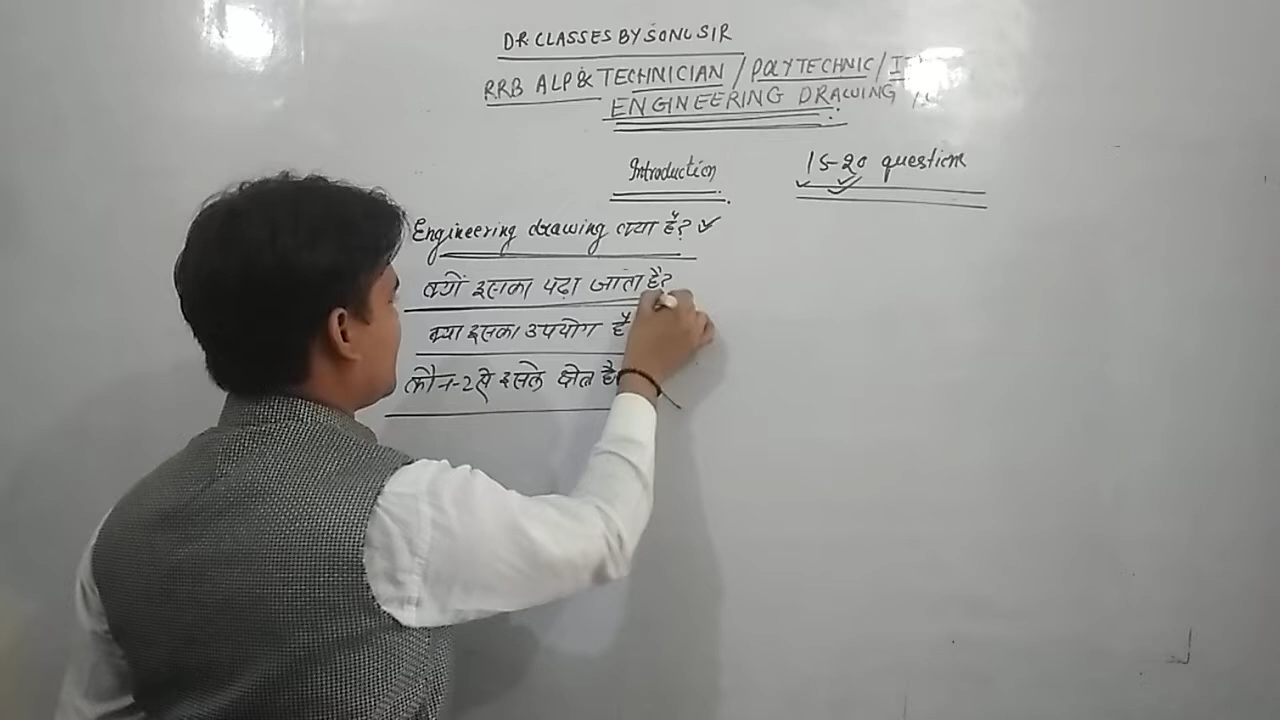 DR CLASSES BY SONU SIR
RRB ALP & TECHNICIAN / POLYTECHNIC /
ENGINEERING DRAWING
Introduction
15-20 questions
Engineering drawing क्या है?
क्यों इसका पढ़ा जाता है?
क्या इसका उपयोग है
कौन-2 से इसके क्षेत्र है